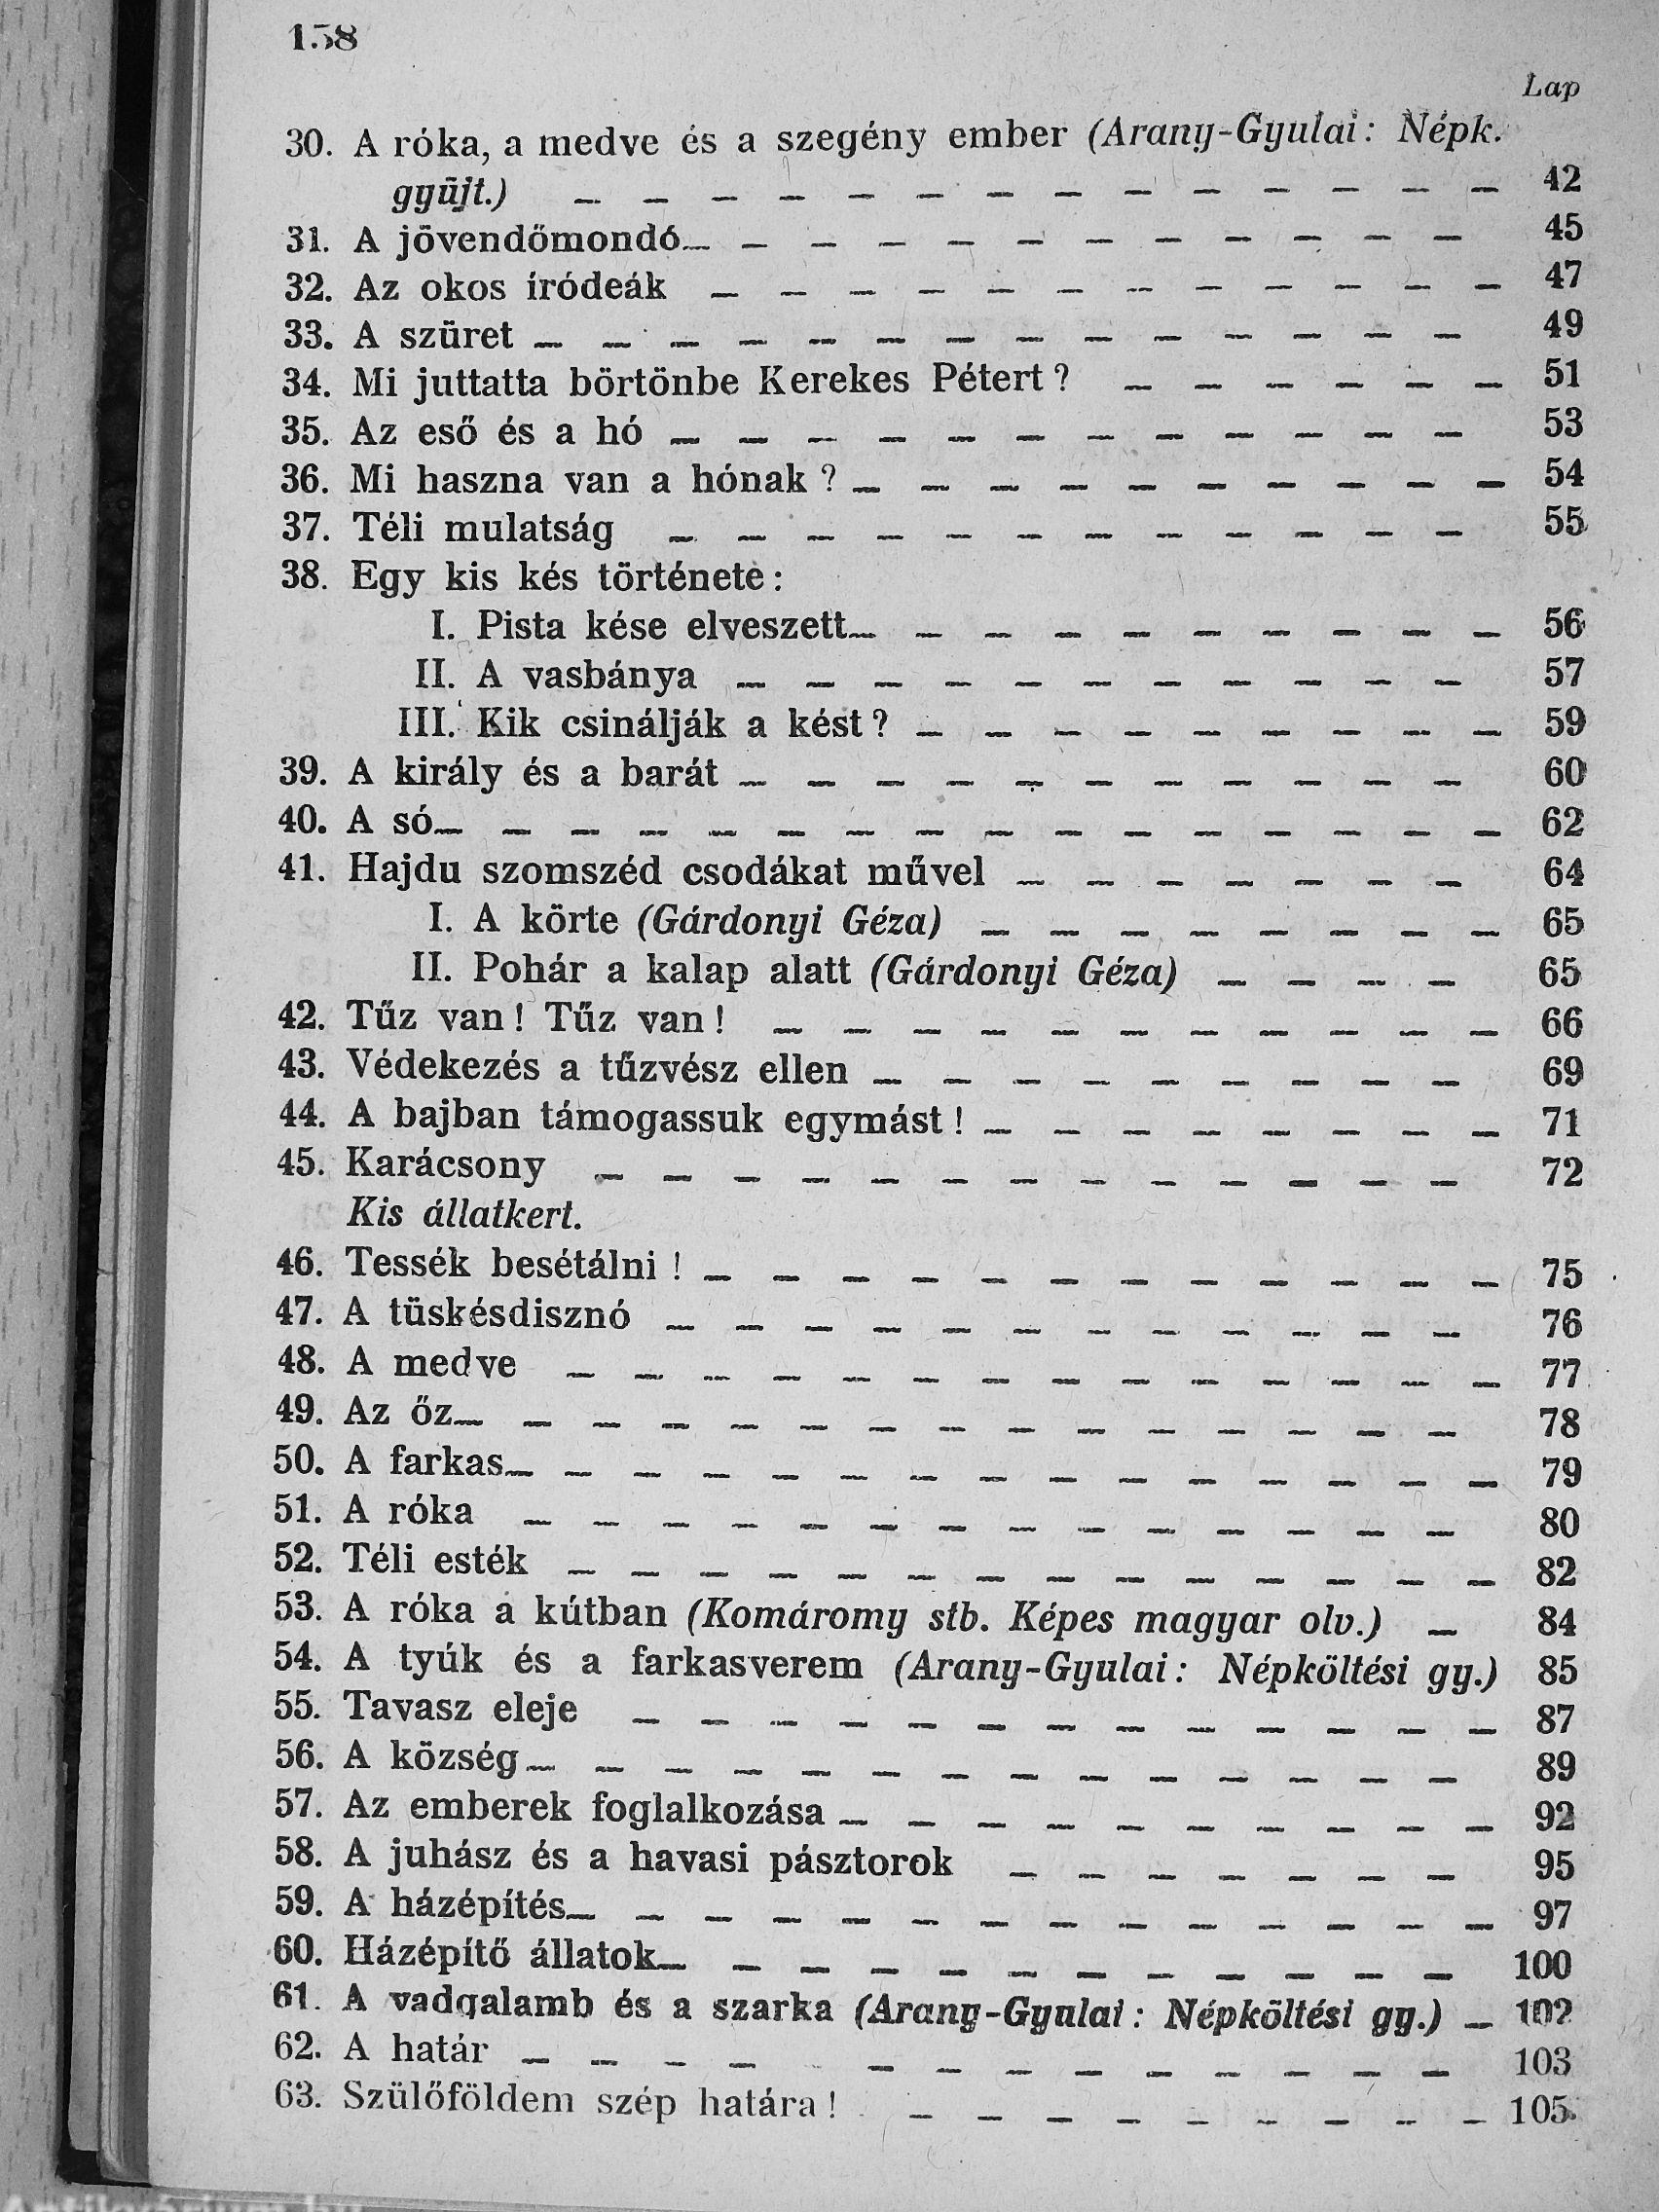 158
Lap
30. A róka, a medve és a szegény ember (Arany-Gyulai: Népk.
gyüjt.) 42
31. A jövendőmondó 45
32. Az okos íródeák 47
33. A szüret 49
34. Mi juttatta börtönbe Kerekes Pétert? 51
35. Az eső és a hó 53
36. Mi haszna van a hónak? 54
37. Téli mulatság 55
38. Egy kis kés története:
I. Pista kése elveszett 56
II. A vasbánya 57
III. Kik csinálják a kést? 59
39. A király és a barát 60
40. A só 62
41. Hajdu szomszéd csodákat művel 64
I. A körte (Gárdonyi Géza) 65
II. Pohár a kalap alatt (Gárdonyi Géza) 65
42. Tűz van! Tűz van! 66
43. Védekezés a tűzvész ellen 69
44. A bajban támogassuk egymást! 71
45. Karácsony 72
Kis állatkert.
46. Tessék besétálni! 75
47. A tüskésdisznó 76
48. A medve 77
49. Az őz 78
50. A farkas 79
51. A róka 80
52. Téli esték 82
53. A róka a kútban (Komáromy stb. Képes magyar olv.) 84
54. A tyúk és a farkasverem (Arany-Gyulai: Népköltési gy.) 85
55. Tavasz eleje 87
56. A község 89
57. Az emberek foglalkozása 92
58. A juhász és a havasi pásztorok 95
59. A házépítés 97
60. Házépítő állatok 100
61. A vadgalamb és a szarka (Arany-Gyulai: Népköltési gy.) 102
62. A határ 103
63. Szülőföldem szép határa! 105